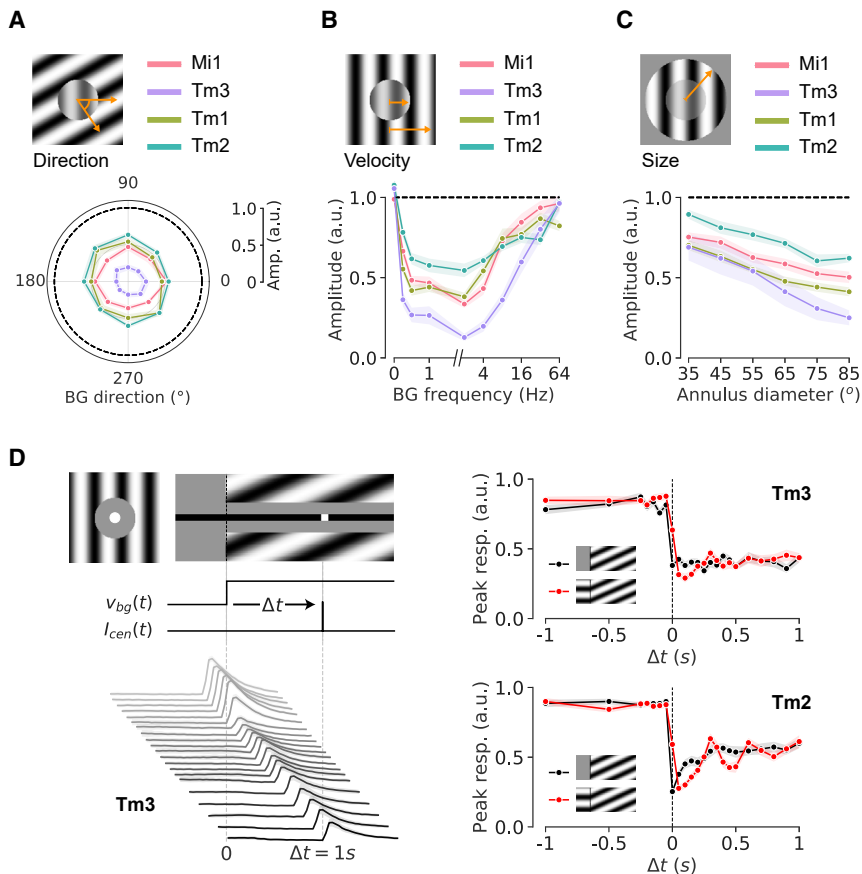 A
Mi1
Tm3
Tm1
Tm2
Direction
90
180
0
270
BG direction (°)
1.0
0.5
0
Amp. (a.u.)
B
Mi1
Tm3
Tm1
Tm2
Velocity
Amplitude (a.u.)
1.0
0.5
0.0
0 1 4 16 64
BG frequency (Hz)
C
Mi1
Tm3
Tm1
Tm2
Size
Amplitude (a.u.)
1.0
0.5
0.0
35 45 55 65 75 85
Annulus diameter (o)
D
vbg(t)
Δt
Icen(t)
Tm3
0
Δt = 1s
Tm3
Peak resp. (a.u.)
1.0
0.5
0.0
-1 -0.5 0 0.5 1
Δt (s)
Tm2
Peak resp. (a.u.)
1.0
0.5
0.0
-1 -0.5 0 0.5 1
Δt (s)